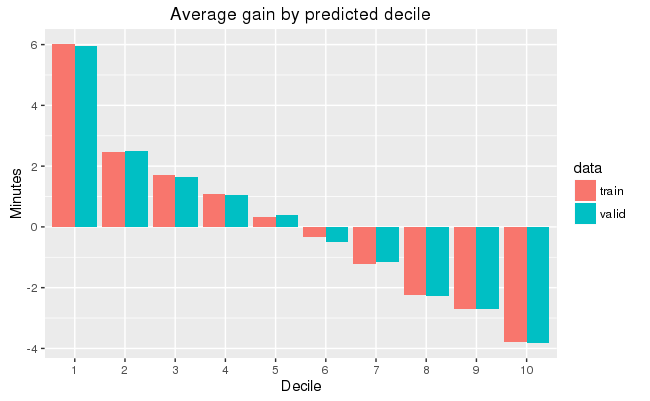 Average gain by predicted decile
6
4
2
0
-2
-4
Minutes
1 2 3 4 5 6 7 8 9 10
Decile
data
train
valid